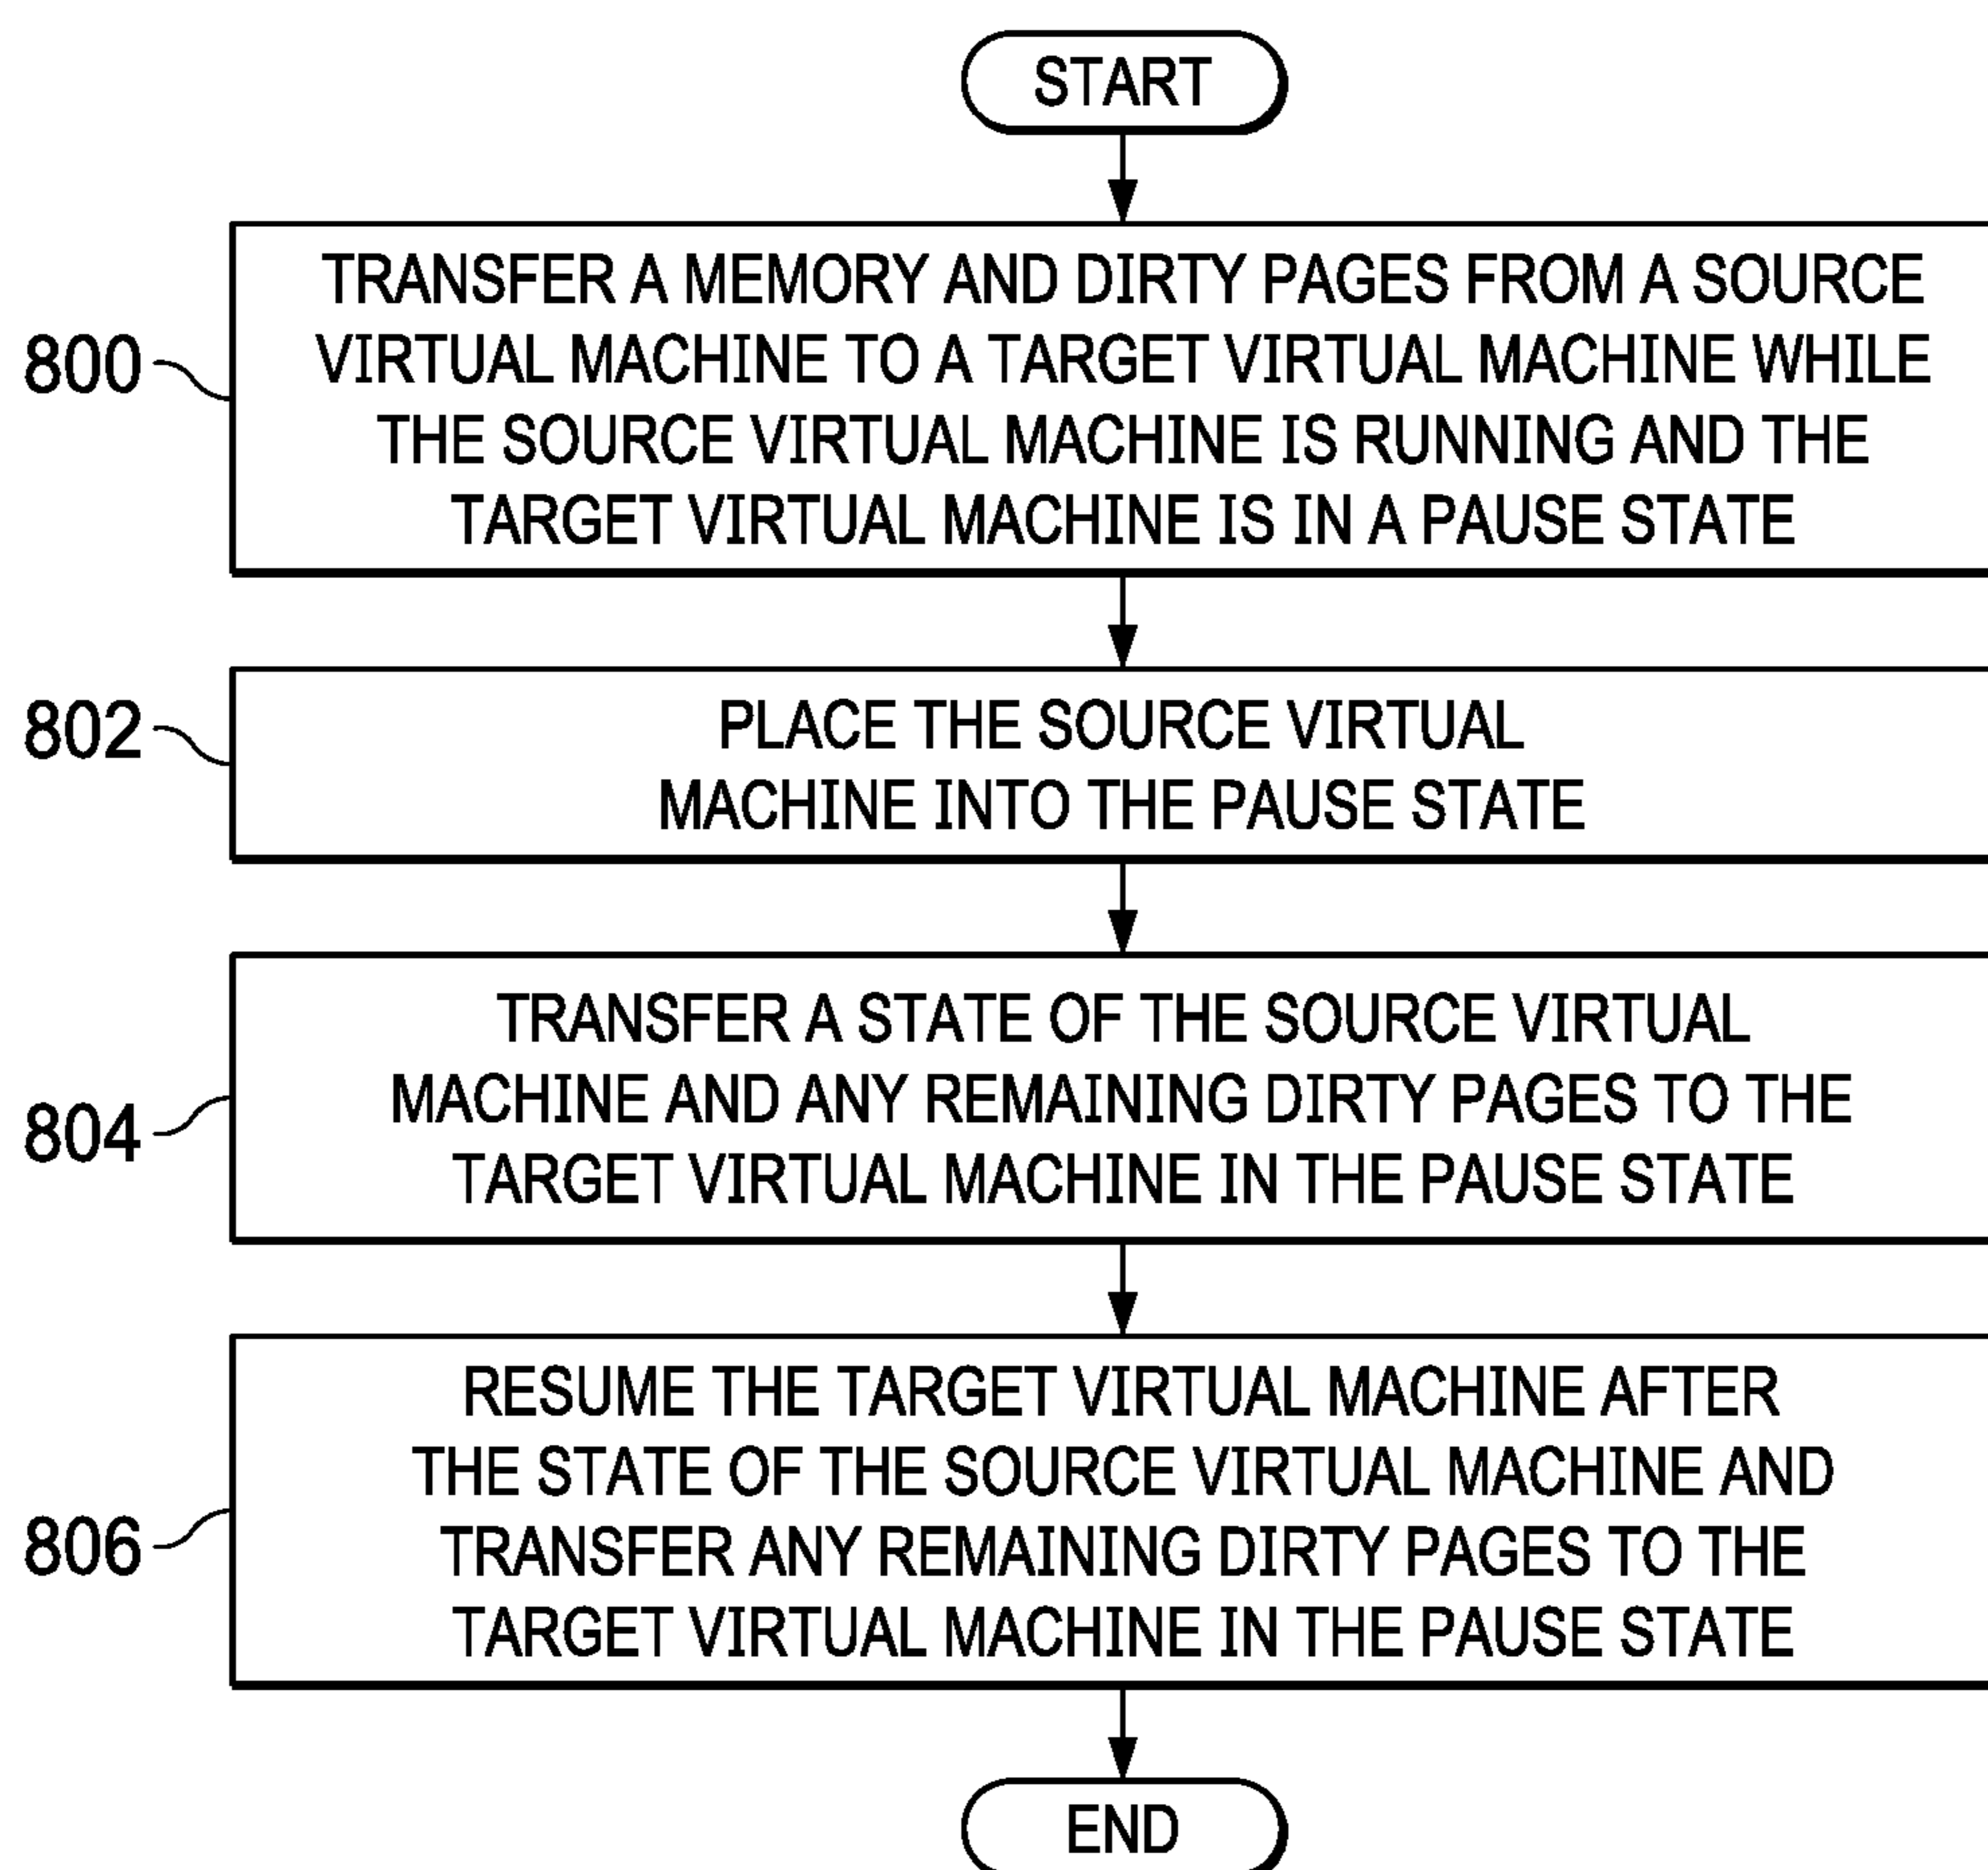 START
TRANSFER A MEMORY AND DIRTY PAGES FROM A SOURCE
VIRTUAL MACHINE TO A TARGET VIRTUAL MACHINE WHILE
THE SOURCE VIRTUAL MACHINE IS RUNNING AND THE
TARGET VIRTUAL MACHINE IS IN A PAUSE STATE
800
PLACE THE SOURCE VIRTUAL
MACHINE INTO THE PAUSE STATE
802
TRANSFER A STATE OF THE SOURCE VIRTUAL
MACHINE AND ANY REMAINING DIRTY PAGES TO THE
TARGET VIRTUAL MACHINE IN THE PAUSE STATE
804
RESUME THE TARGET VIRTUAL MACHINE AFTER
THE STATE OF THE SOURCE VIRTUAL MACHINE AND
TRANSFER ANY REMAINING DIRTY PAGES TO THE
TARGET VIRTUAL MACHINE IN THE PAUSE STATE
806
END